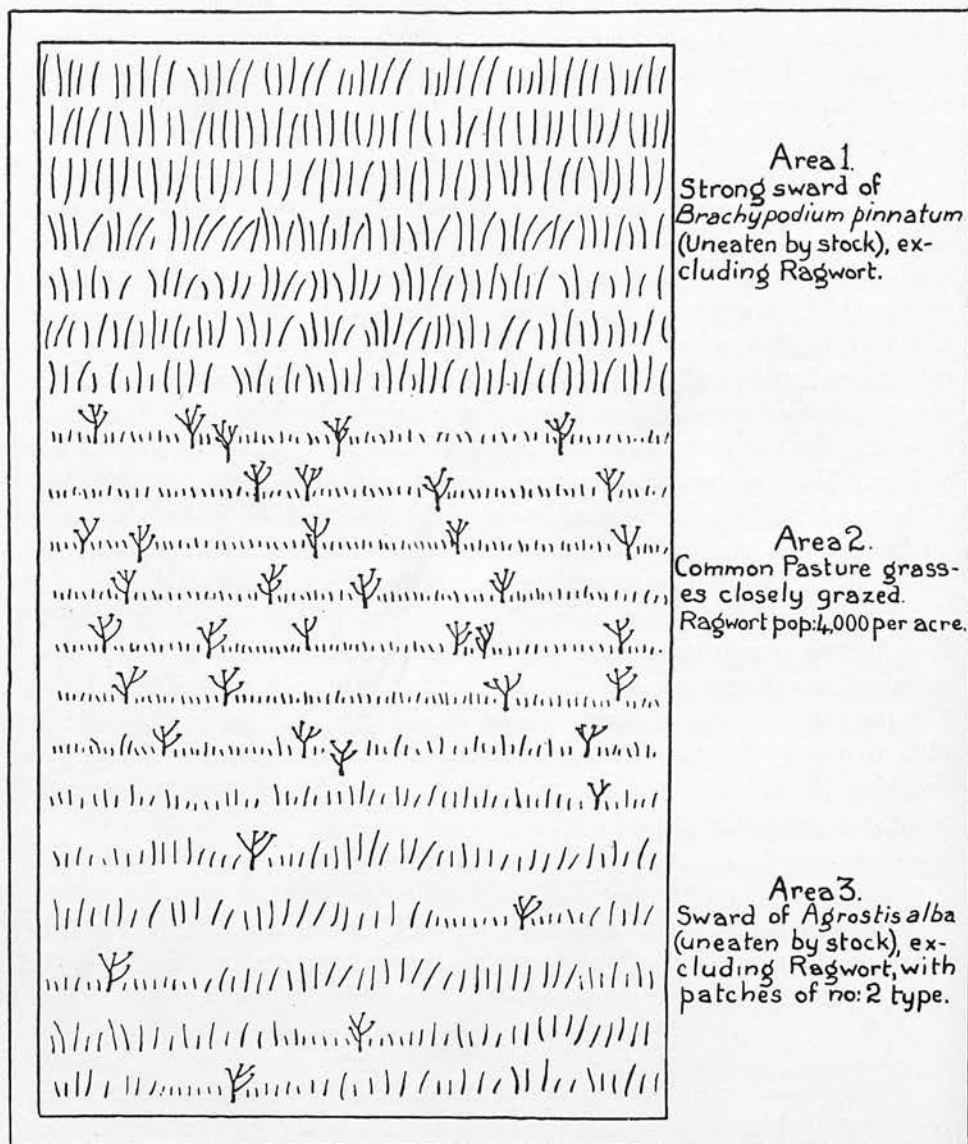 Area 1.
Strong sward of
Brachypodium pinnatum
(Uneaten by stock), ex-
cluding Ragwort.
Area 2.
Common Pasture grass-
es closely grazed.
Ragwort pop: 4,000 per acre.
Area 3.
Sward of Agrostis alba
(uneaten by stock), ex-
cluding Ragwort, with
patches of no: 2 type.